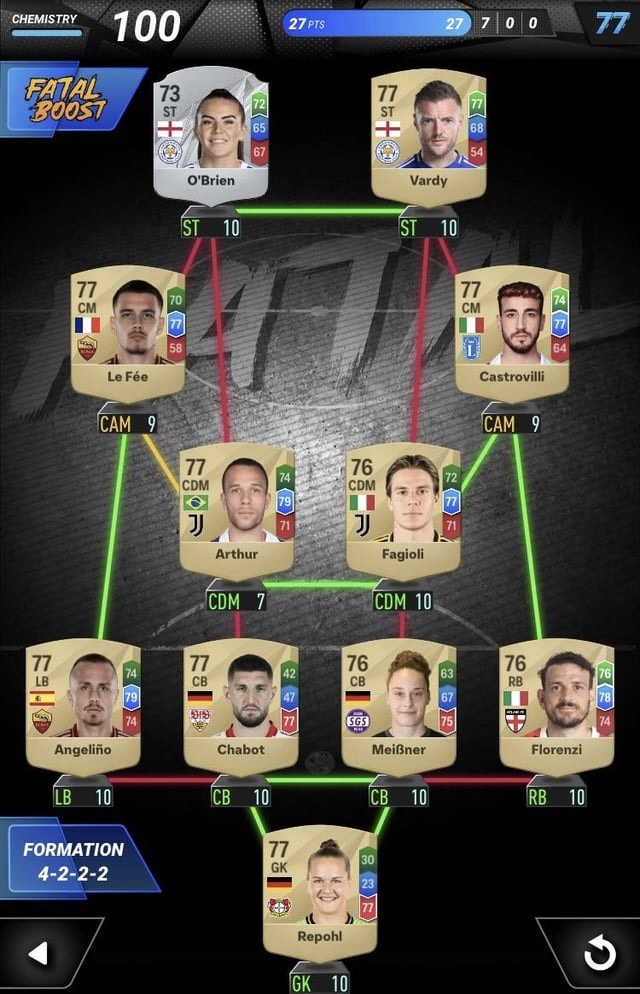 CHEMISTRY 100 27 PTS 27 7 0 0 77
FATAL
BOOST
73 72
ST 65
67
O'Brien
77 77
ST 68
54
Vardy
ST 10
ST 10
77 70
CM 77
58
ROMA
Le Fée
77 74
CM 77
64
Castrovilli
CAM 9
CAM 9
77 74
CDM 79
71
Arthur
76 72
CDM 77
71
Fagioli
CDM 7
CDM 10
77 74
LB 79
74
Angeliño
77 42
CB 47
77
Chabot
76 63
CB 67
SGS
75
Meißner
76 76
RB 78
74
Florenzi
LB 10
CB 10
CB 10
RB 10
FORMATION
4-2-2-2
77 30
GK 23
77
Repohl
GK 10